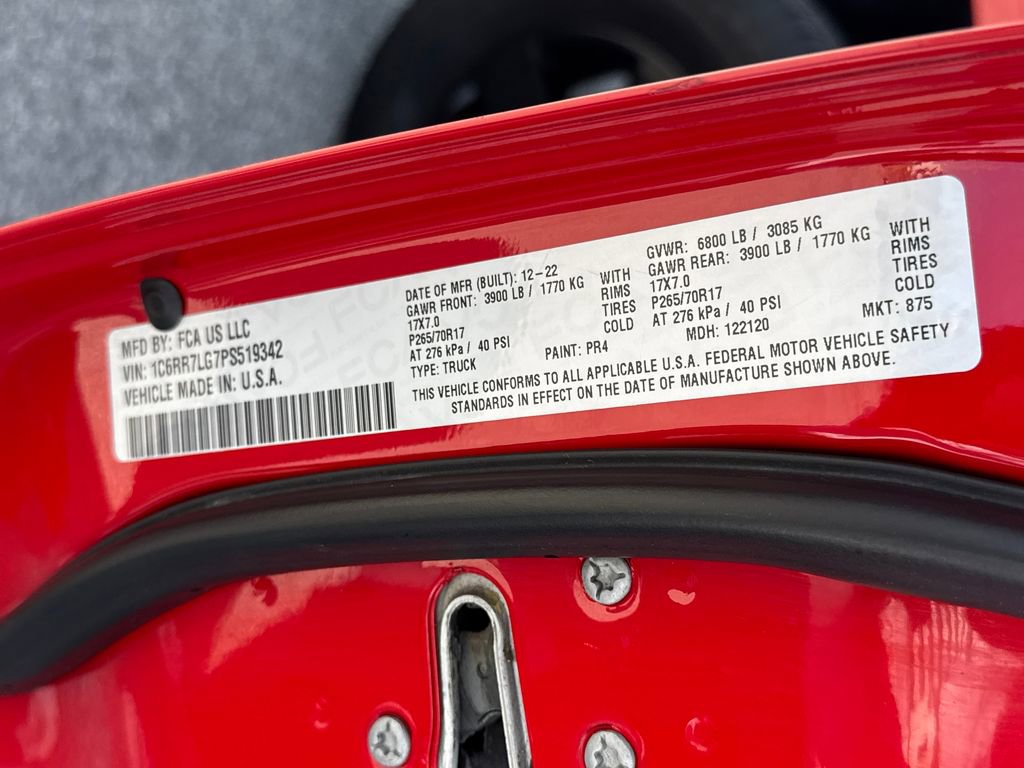 MFD BY: FCA US LLC
VIN: 1C6RR7LG7PS519342
VEHICLE MADE IN: U.S.A.
DATE OF MFR (BUILT): 12-22
GAWR FRONT: 3900 LB / 1770 KG WITH
17X7.0 RIMS
P265/70R17 TIRES
AT 276 kPa / 40 PSI COLD
TYPE: TRUCK PAINT: PR4
GVWR: 6800 LB / 3085 KG
GAWR REAR: 3900 LB / 1770 KG WITH
17X7.0 RIMS
P265/70R17 TIRES
AT 276 kPa / 40 PSI COLD
MDH: 122120 MKT: 875
THIS VEHICLE CONFORMS TO ALL APPLICABLE U.S.A. FEDERAL MOTOR VEHICLE SAFETY
STANDARDS IN EFFECT ON THE DATE OF MANUFACTURE SHOWN ABOVE.